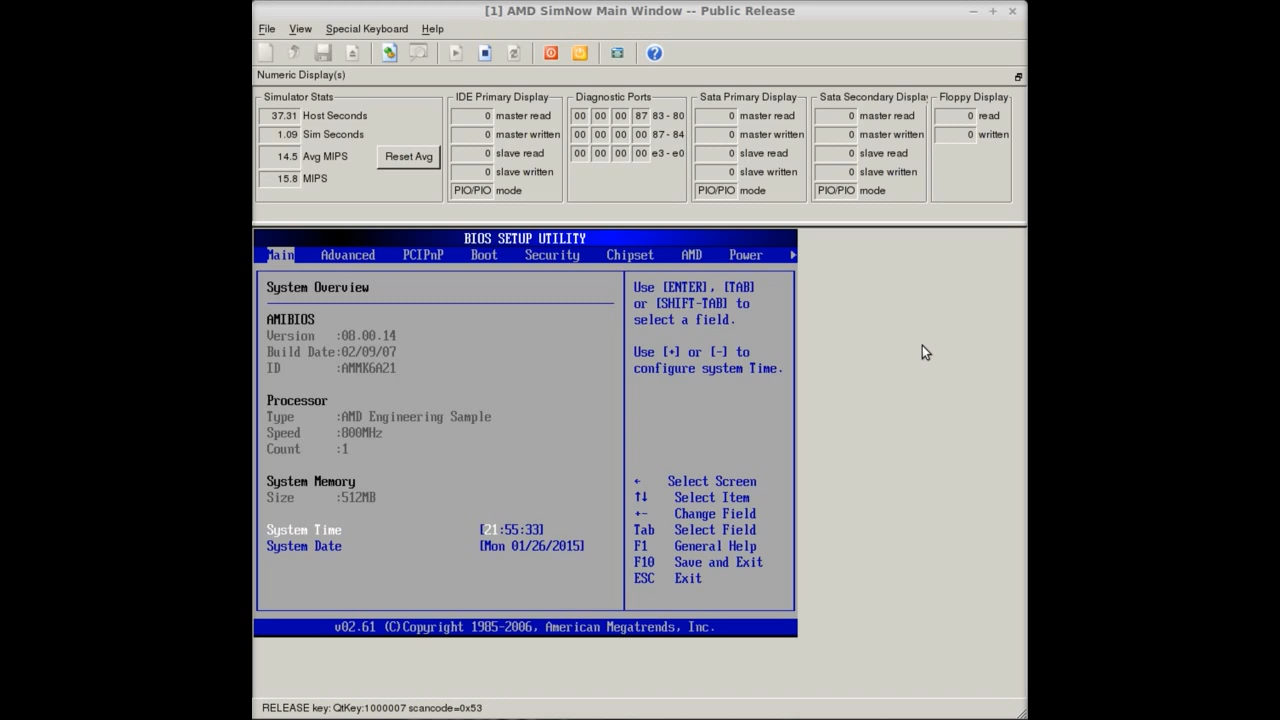 [1] AMD SimNow Main Window -- Public Release
File View Special Keyboard Help
Numeric Display(s)
Simulator Stats
37.31 Host Seconds
1.09 Sim Seconds
14.5 Avg MIPS Reset Avg
15.8 MIPS
IDE Primary Display
0 master read
0 master written
0 slave read
0 slave written
PIO/PIO mode
Diagnostic Ports
00 00 00 87 83 - 80
00 00 00 00 87 - 84
00 00 00 00 e3 - e0
Sata Primary Display
0 master read
0 master written
0 slave read
0 slave written
PIO/PIO mode
Sata Secondary Display
0 master read
0 master written
0 slave read
0 slave written
PIO/PIO mode
Floppy Display
0 read
0 written
BIOS SETUP UTILITY
Main Advanced PCIPnP Boot Security Chipset AMD Power
System Overview
AMIBIOS
Version :08.00.14
Build Date:02/09/07
ID :AMMK6A21
Processor
Type :AMD Engineering Sample
Speed :800MHz
Count :1
System Memory
Size :512MB
System Time [21:55:33]
System Date [Mon 01/26/2015]
Use [ENTER], [TAB]
or [SHIFT-TAB] to
select a field.
Use [+] or [-] to
configure system Time.
← Select Screen
↑↓ Select Item
+- Change Field
Tab Select Field
F1 General Help
F10 Save and Exit
ESC Exit
v02.61 (C)Copyright 1985-2006, American Megatrends, Inc.
RELEASE key: QtKey:1000007 scancode=0x53